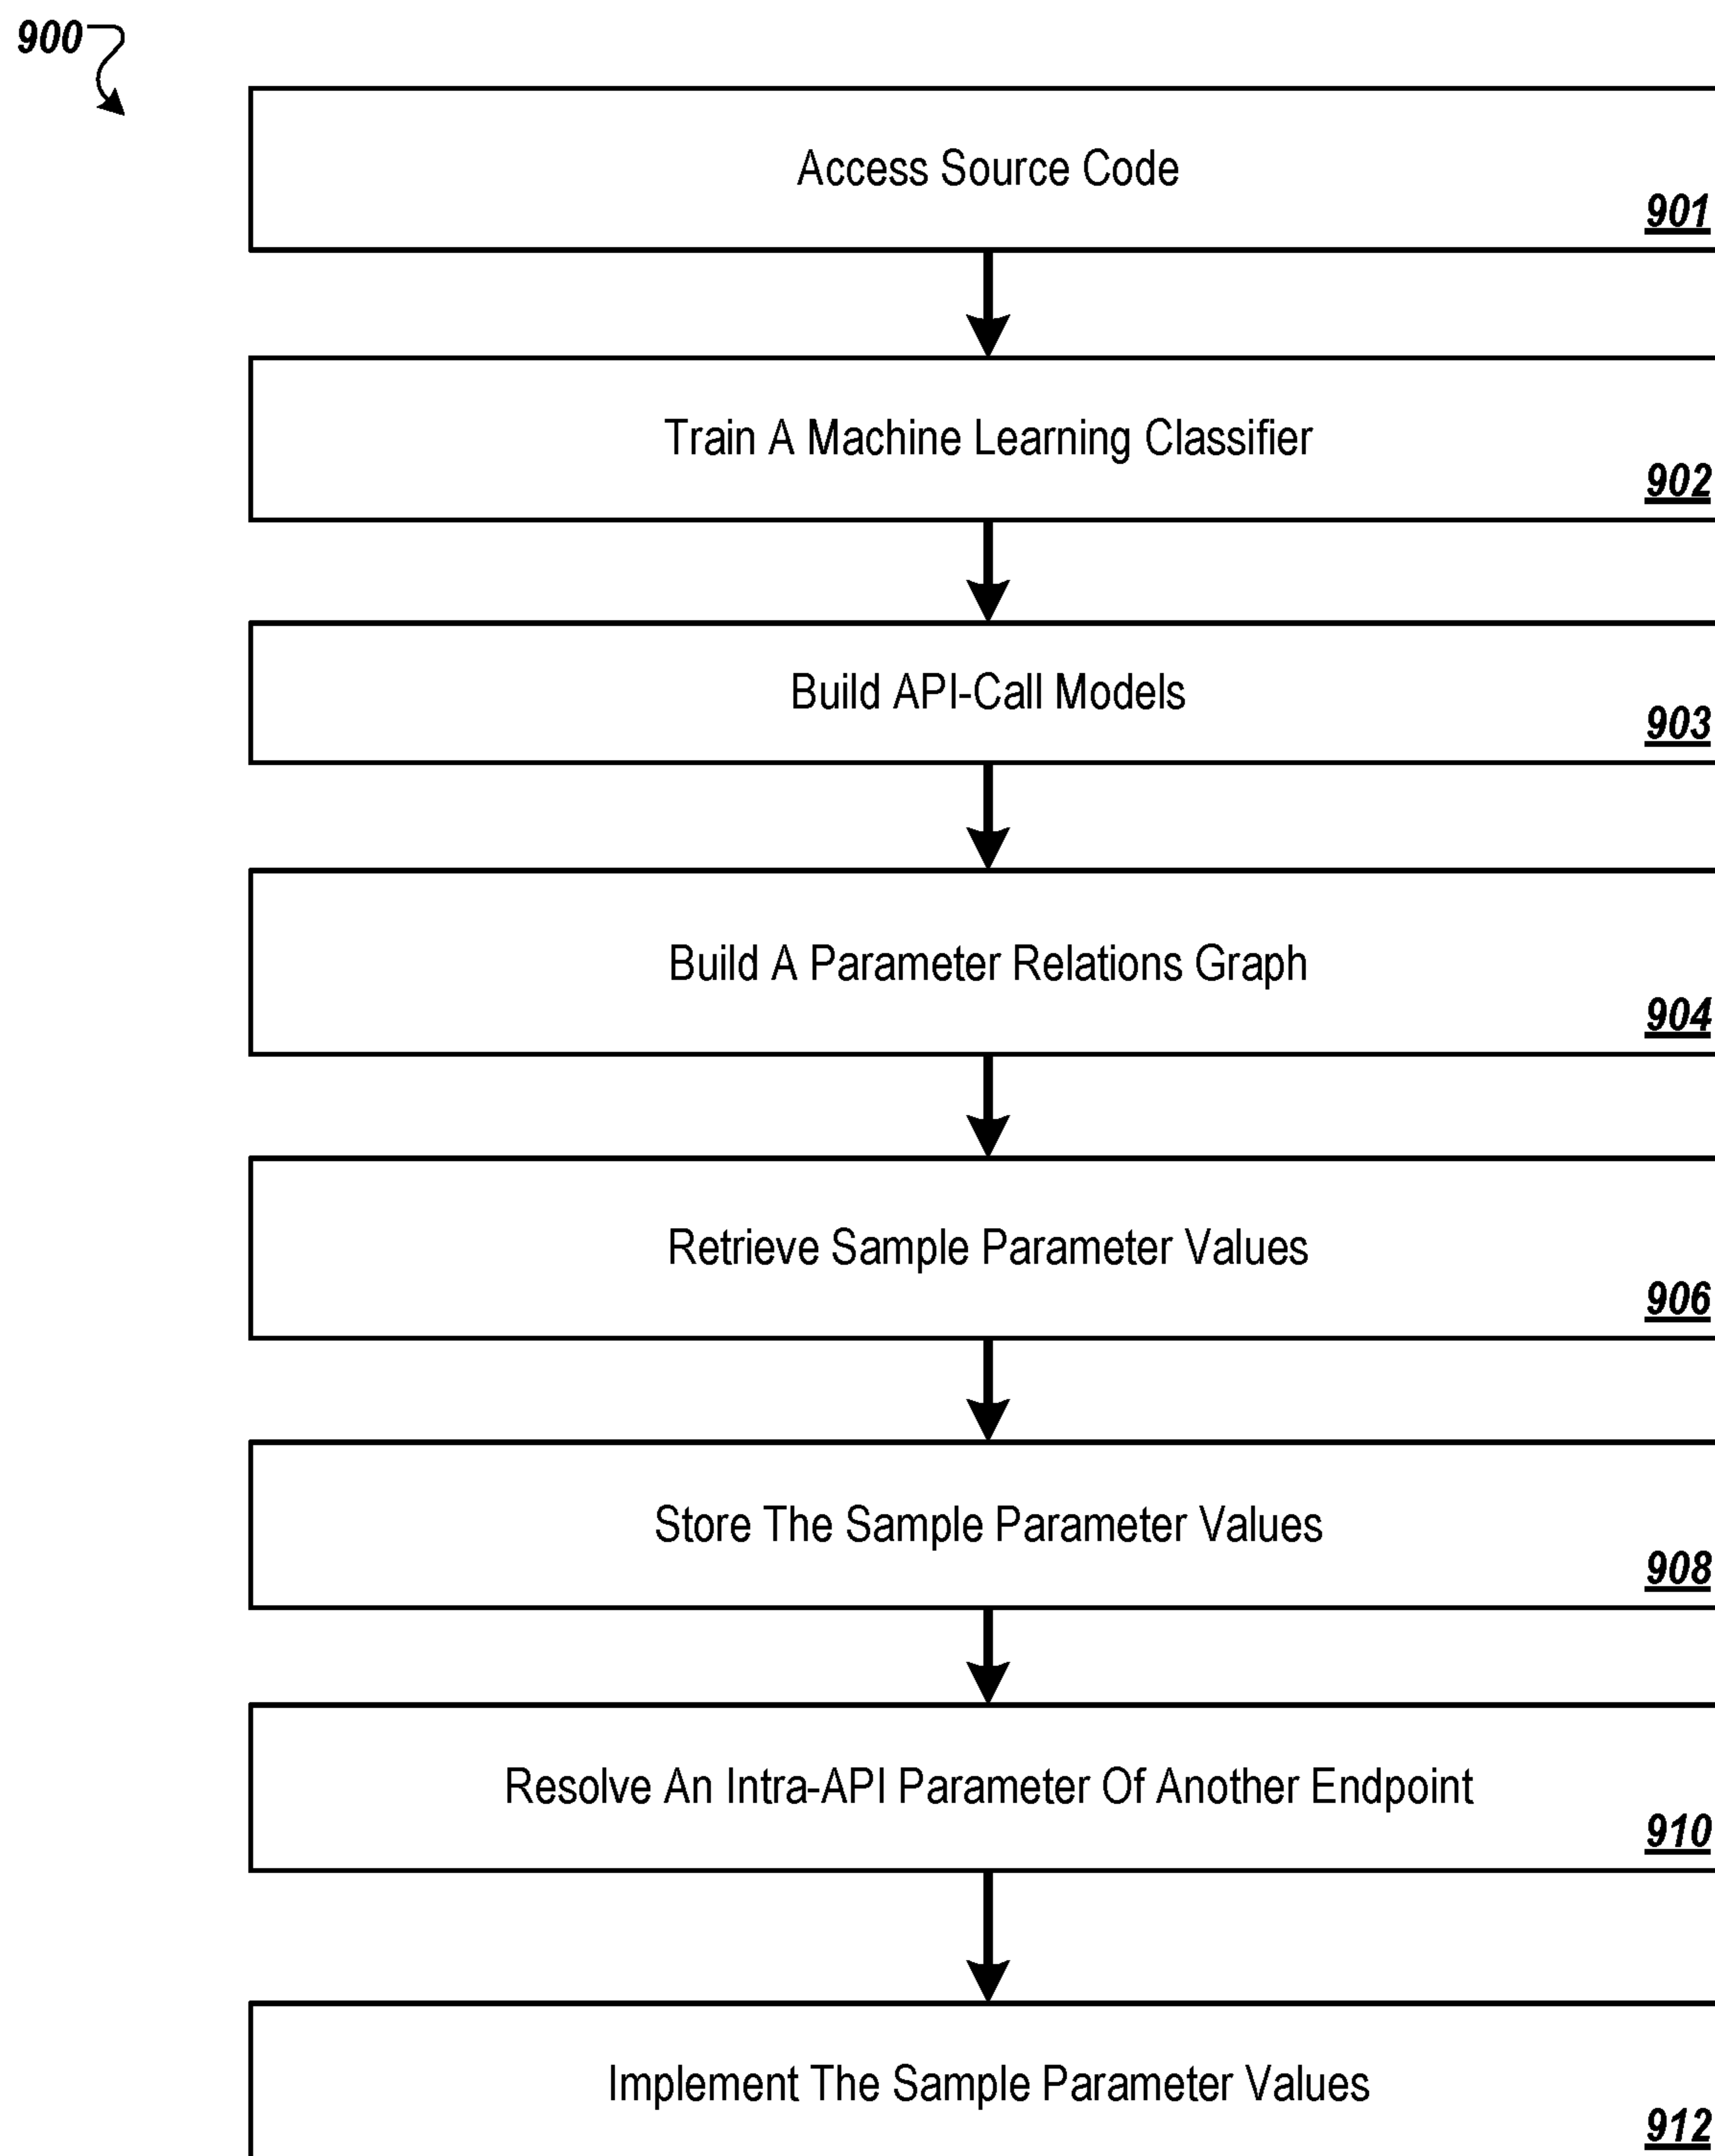 900
Access Source Code
901
Train A Machine Learning Classifier
902
Build API-Call Models
903
Build A Parameter Relations Graph
904
Retrieve Sample Parameter Values
906
Store The Sample Parameter Values
908
Resolve An Intra-API Parameter Of Another Endpoint
910
Implement The Sample Parameter Values
912